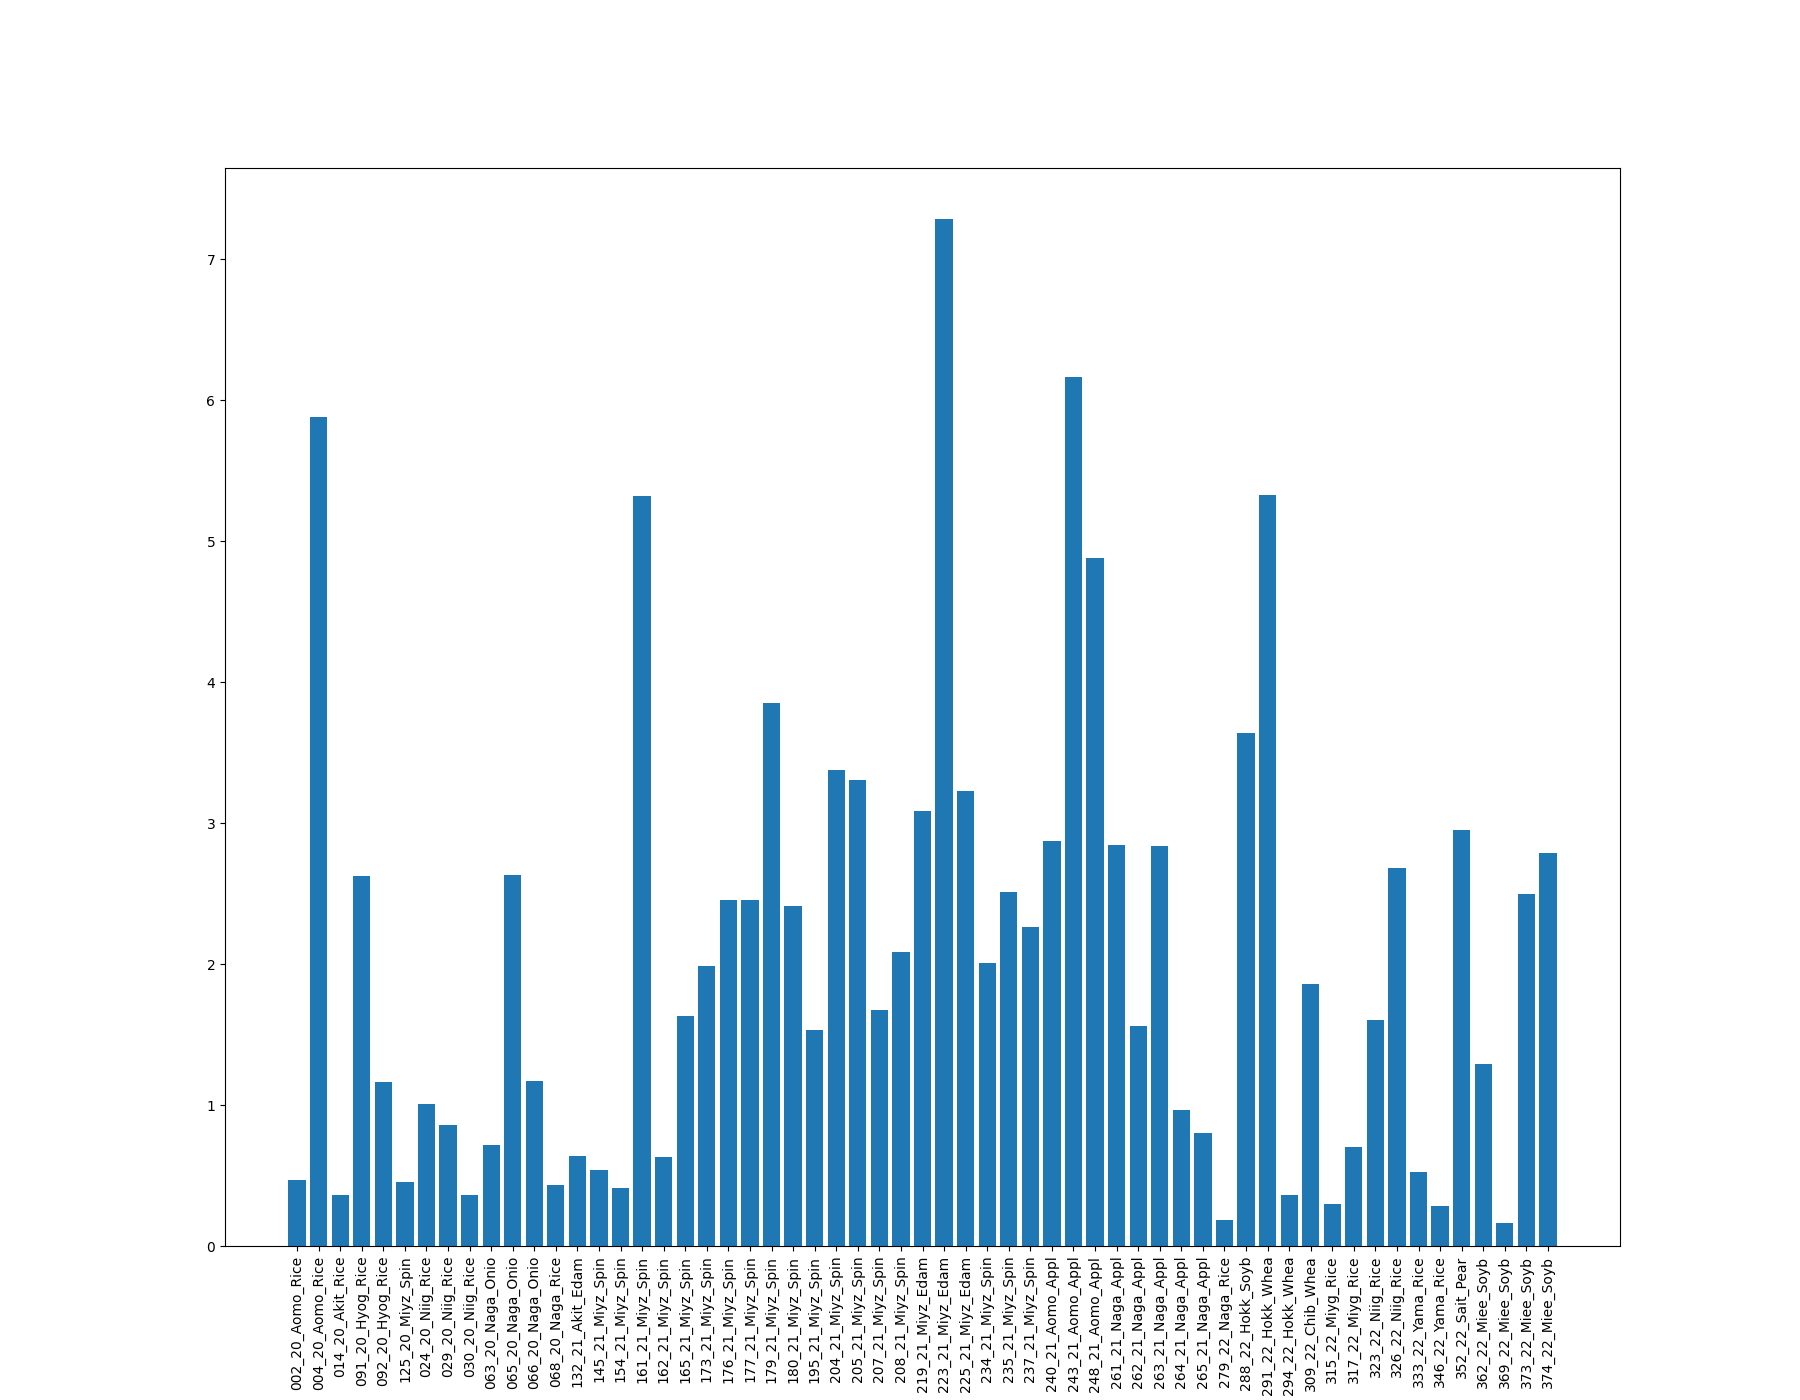 7
6
5
4
3
2
1
0
002_20_Aomo_Rice
004_20_Aomo_Rice
014_20_Akit_Rice
091_20_Hyog_Rice
092_20_Hyog_Rice
125_20_Miyz_Spin
024_20_Niig_Rice
029_20_Niig_Rice
030_20_Niig_Rice
063_20_Naga_Onio
065_20_Naga_Onio
066_20_Naga_Onio
068_20_Naga_Rice
132_21_Akit_Edam
145_21_Miyz_Spin
154_21_Miyz_Spin
161_21_Miyz_Spin
162_21_Miyz_Spin
165_21_Miyz_Spin
173_21_Miyz_Spin
176_21_Miyz_Spin
177_21_Miyz_Spin
179_21_Miyz_Spin
180_21_Miyz_Spin
195_21_Miyz_Spin
204_21_Miyz_Spin
205_21_Miyz_Spin
207_21_Miyz_Spin
208_21_Miyz_Spin
219_21_Miyz_Edam
223_21_Miyz_Edam
225_21_Miyz_Edam
234_21_Miyz_Spin
235_21_Miyz_Spin
237_21_Miyz_Spin
240_21_Aomo_Appl
243_21_Aomo_Appl
248_21_Aomo_Appl
261_21_Naga_Appl
262_21_Naga_Appl
263_21_Naga_Appl
264_21_Naga_Appl
265_21_Naga_Appl
279_22_Naga_Rice
288_22_Hokk_Soyb
291_22_Hokk_Whea
294_22_Hokk_Whea
309_22_Chib_Whea
315_22_Miyg_Rice
317_22_Miyg_Rice
323_22_Niig_Rice
326_22_Niig_Rice
333_22_Yama_Rice
346_22_Yama_Rice
352_22_Sait_Pear
362_22_Miee_Soyb
369_22_Miee_Soyb
373_22_Miee_Soyb
374_22_Miee_Soyb